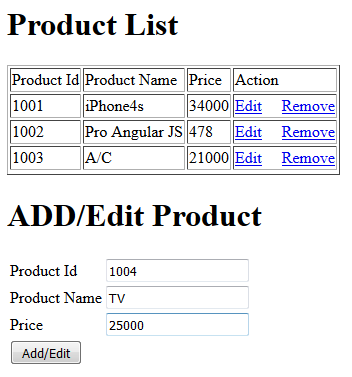 Product List
Product Id Product Name Price Action
1001 iPhone4s 34000 Edit Remove
1002 Pro Angular JS 478 Edit Remove
1003 A/C 21000 Edit Remove
ADD/Edit Product
Product Id 1004
Product Name TV
Price 25000
Add/Edit